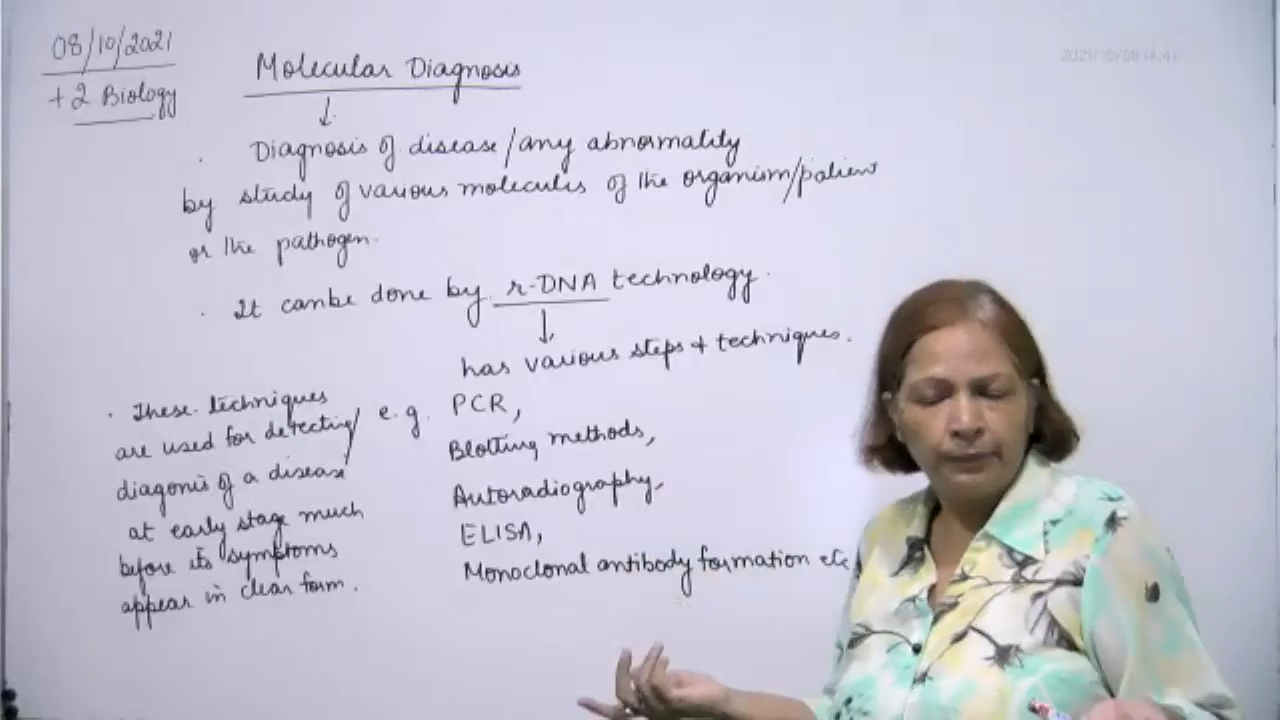 08/10/2021
+2 Biology
Molecular Diagnosis
Diagnosis of disease/any abnormality
by study of various molecules of the organism/patient
or the pathogen.
. It canbe done by r-DNA technology.
has various steps & techniques.
. These techniques
are used for detecting/
diagonis of a disease
at early stage much
before its symptoms
appear in clear form.
e.g. PCR,
Blotting methods,
Autoradiography,
ELISA,
Monoclonal antibody formation etc